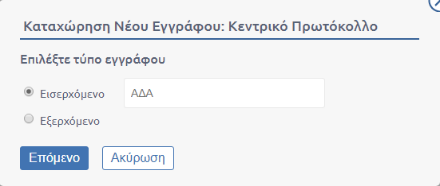 Καταχώρηση Νέου Εγγράφου: Κεντρικό Πρωτόκολλο
Επιλέξτε τύπο εγγράφου
Εισερχόμενο ΑΔΑ
Εξερχόμενο
Επόμενο Ακύρωση